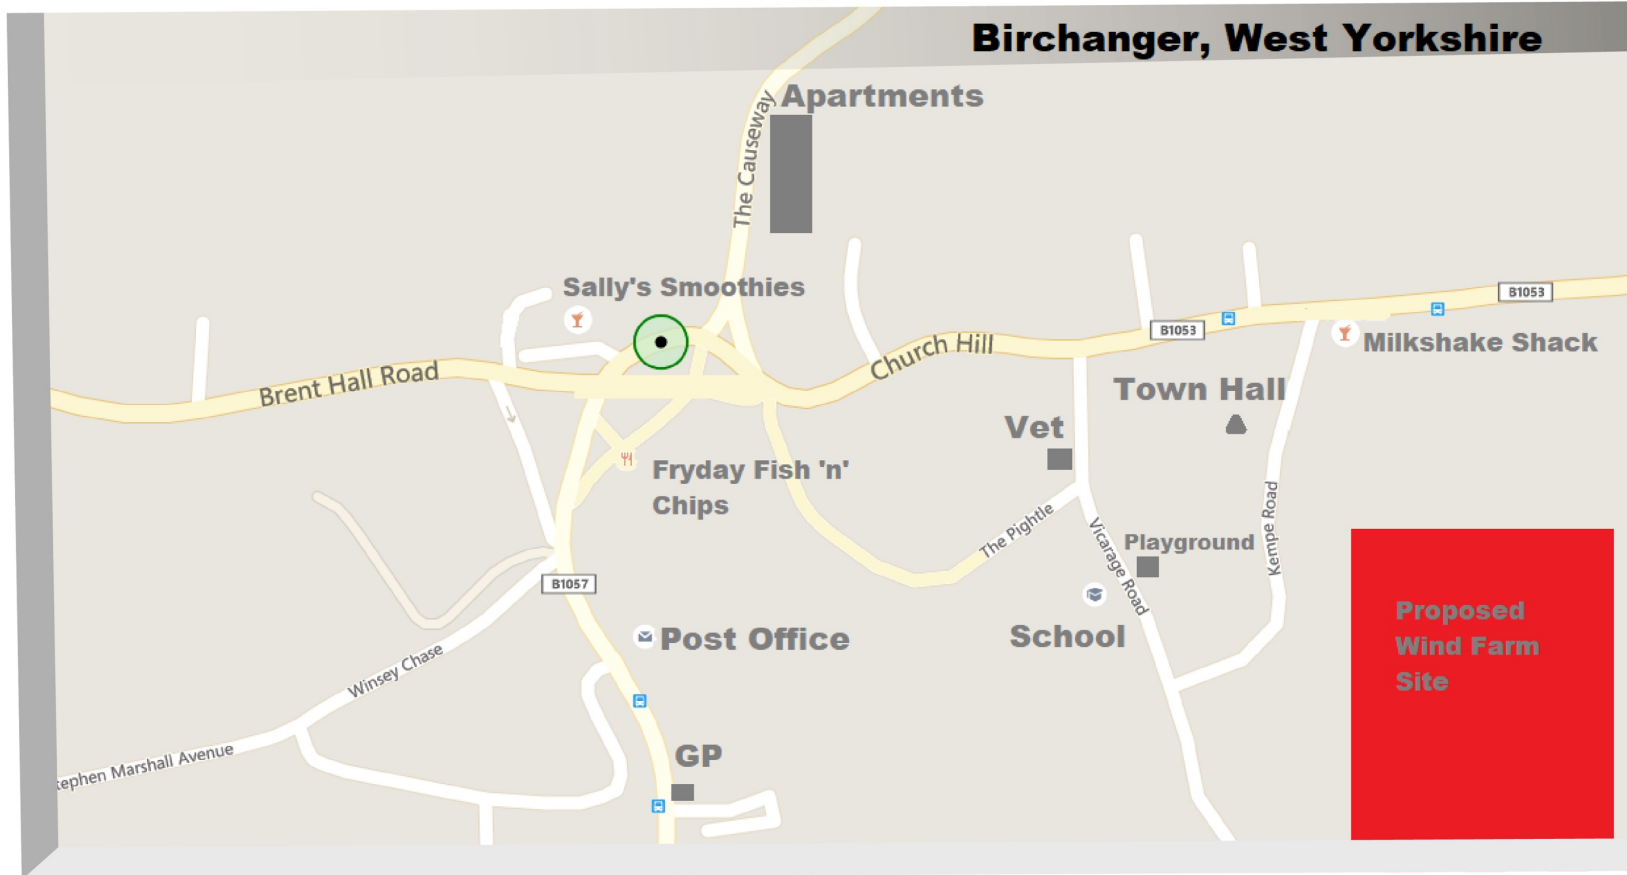 Birchanger, West Yorkshire
Apartments
The Causeway
Sally's Smoothies
B1053
B1053
Church Hill
Milkshake Shack
Brent Hall Road
Town Hall
Vet
Fryday Fish 'n'
Chips
Kempe Road
The Pightle
Vicarage Road
Playground
B1057
Proposed
Wind Farm
Site
Post Office
School
Winsey Chase
tephen Marshall Avenue
GP